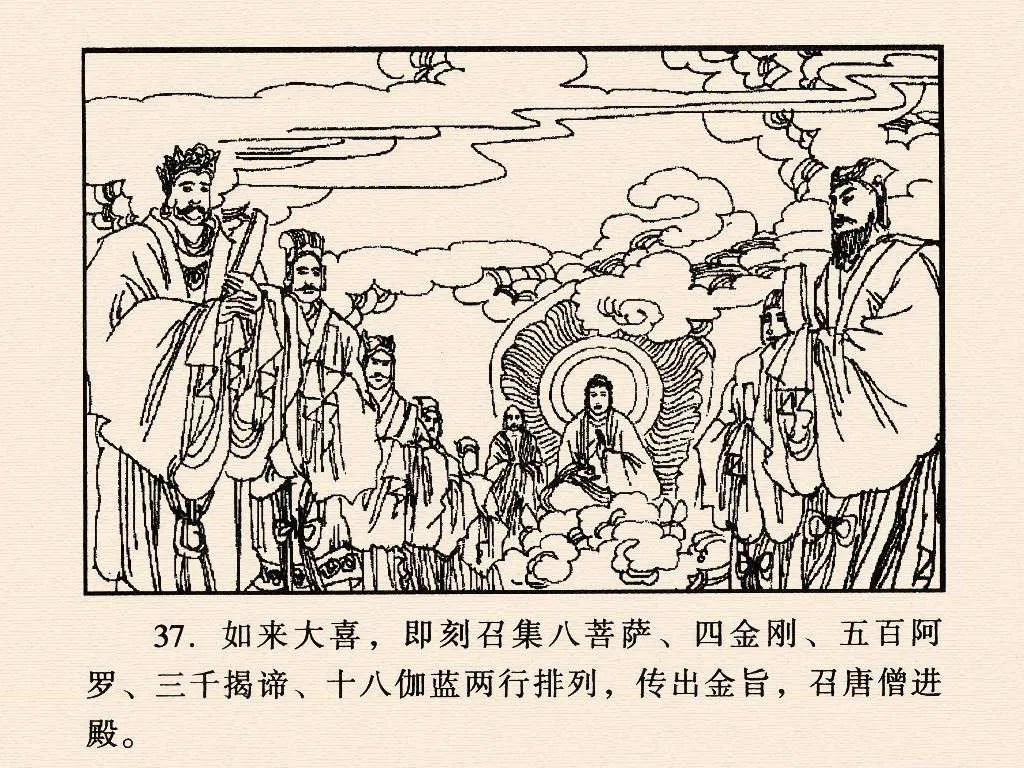 37. 如来大喜，即刻召集八菩萨、四金刚、五百阿
罗、三千揭谛、十八伽蓝两行排列，传出金旨，召唐僧进
殿。